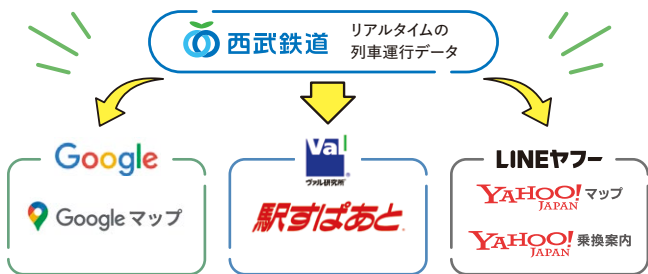 西武鉄道
リアルタイムの
列車運行データ
Google
Google マップ
Val
ヴァル研究所®
駅すぱあと
LINEヤフー
YAHOO! マップ
JAPAN
YAHOO! 乗換案内
JAPAN